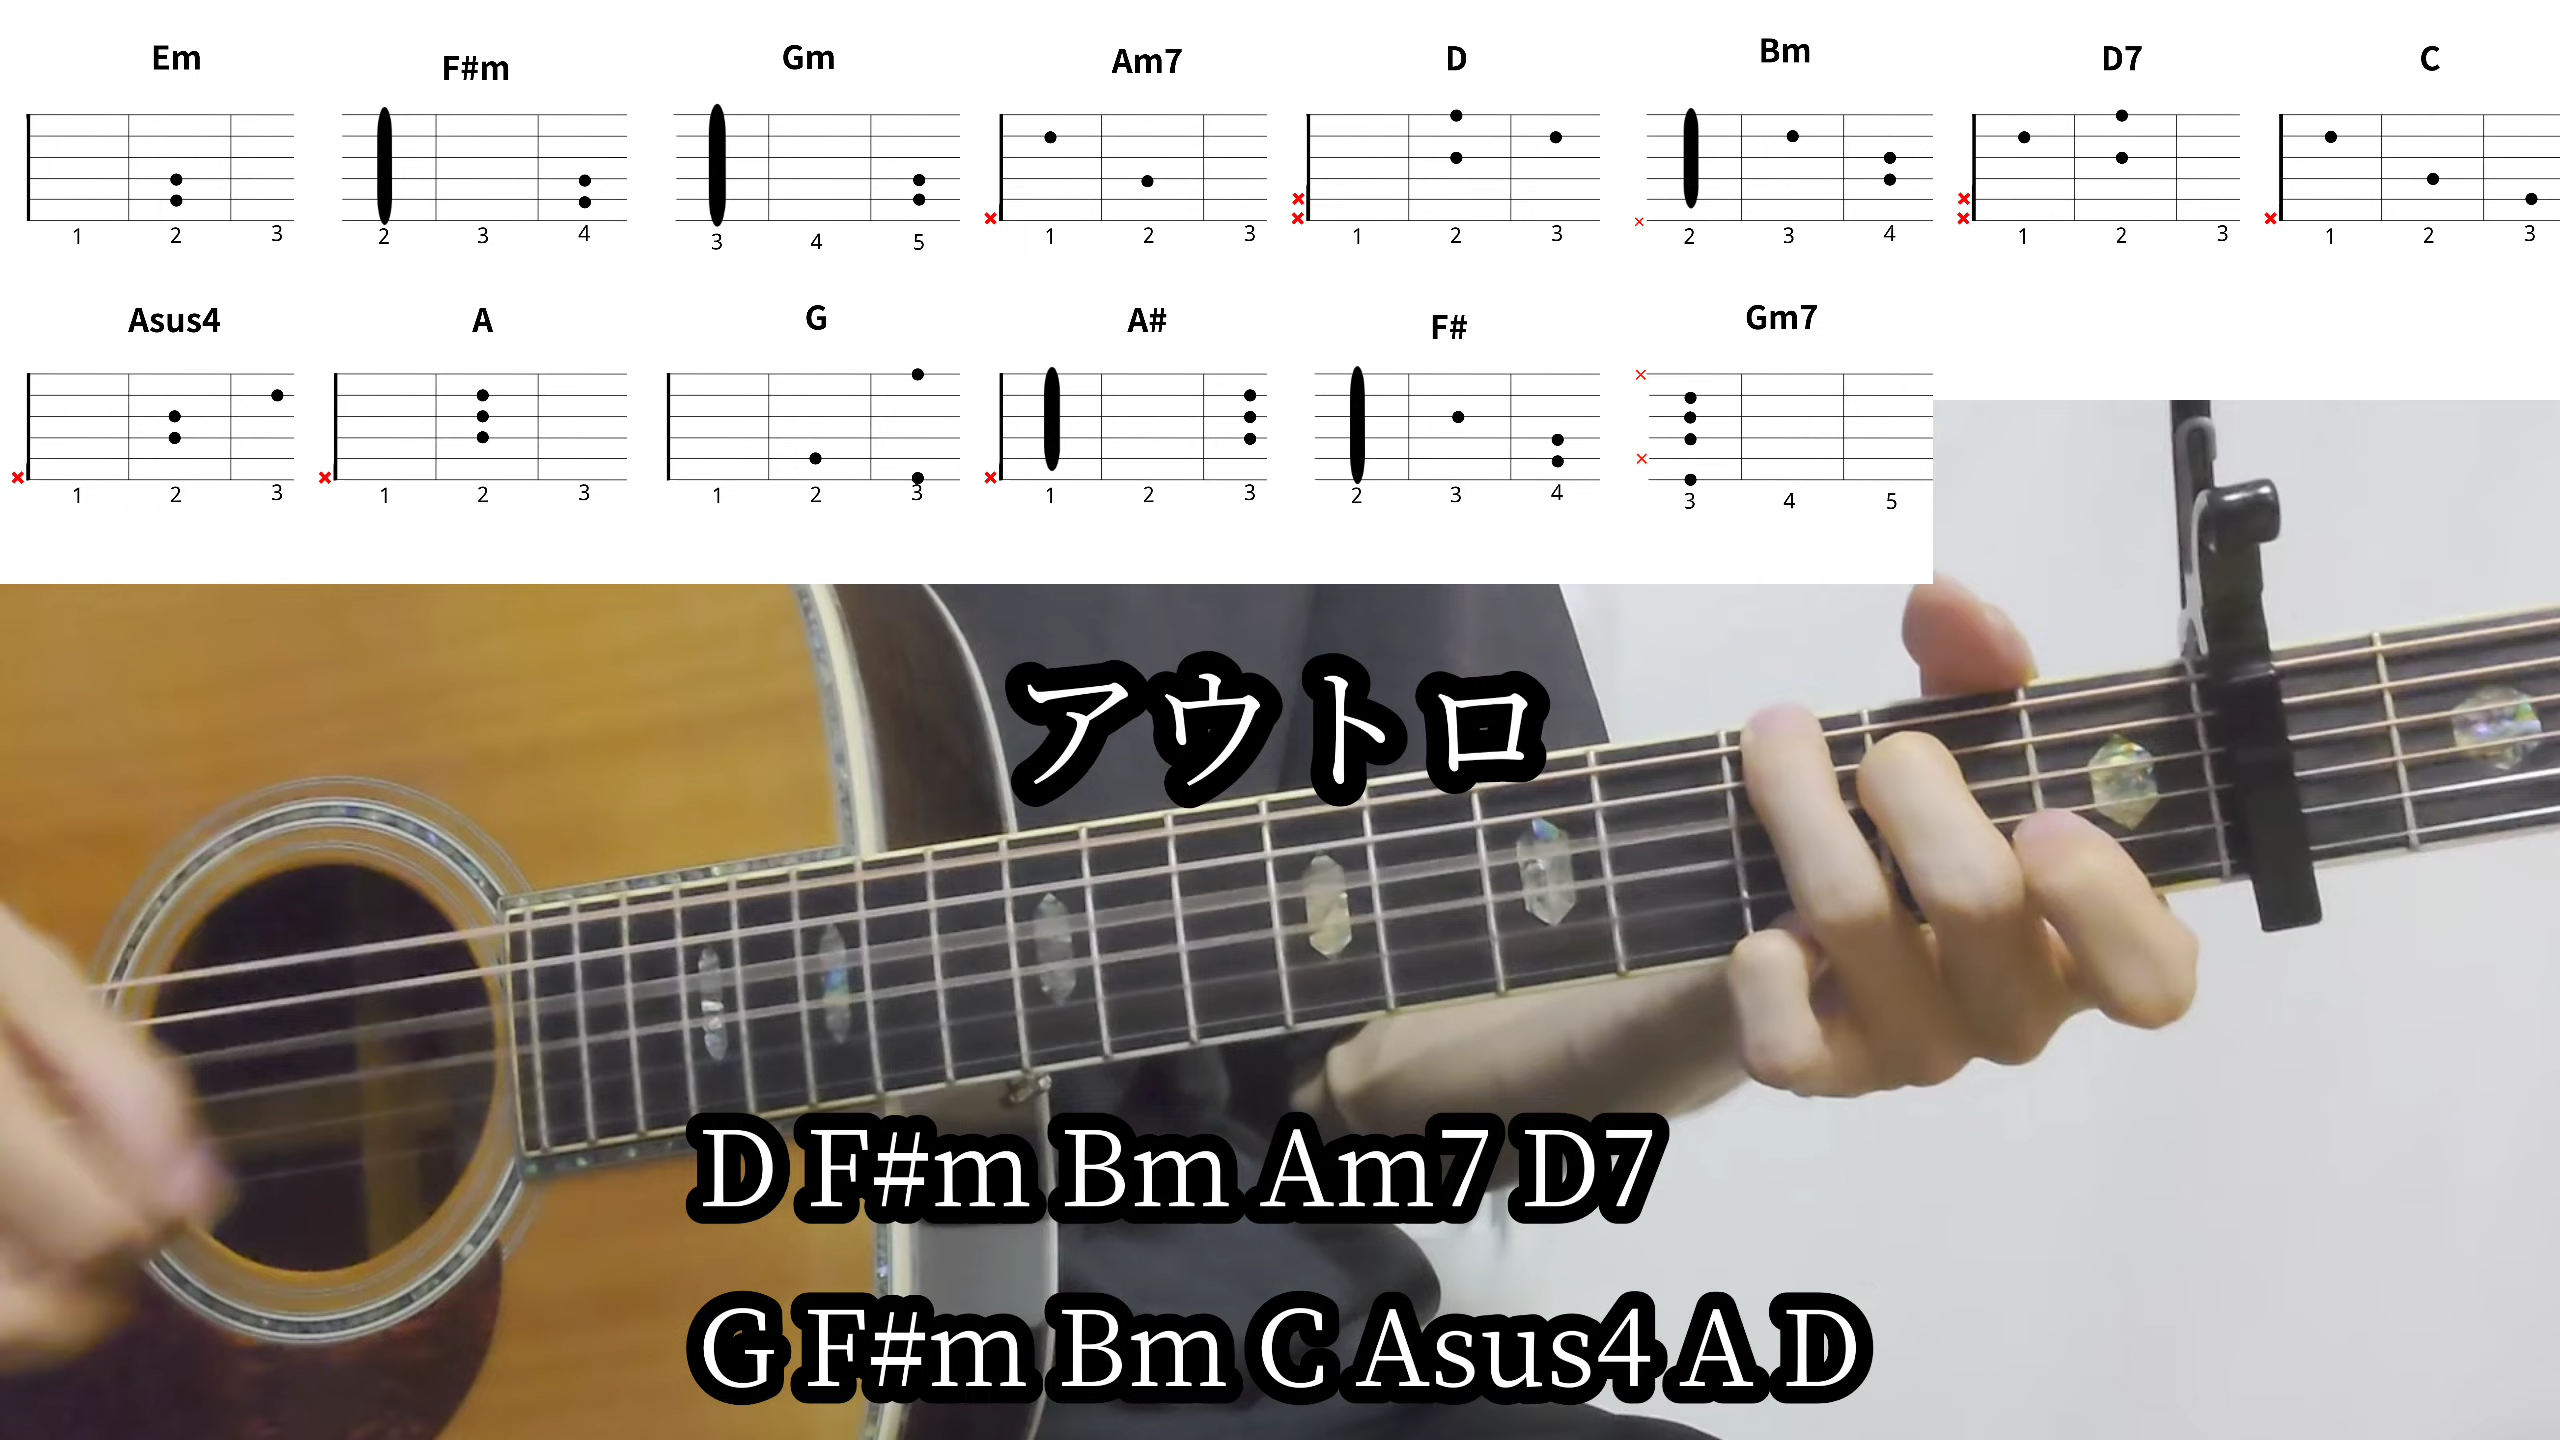 Em F#m Gm Am7 D Bm D7 C
1 2 3 2 3 4 3 4 5 1 2 3 1 2 3 2 3 4 1 2 3 1 2 3
Asus4 A G A# F# Gm7
1 2 3 1 2 3 1 2 3 1 2 3 2 3 4 3 4 5
アウトロ
D F#m Bm Am7 D7
G F#m Bm C Asus4 A D